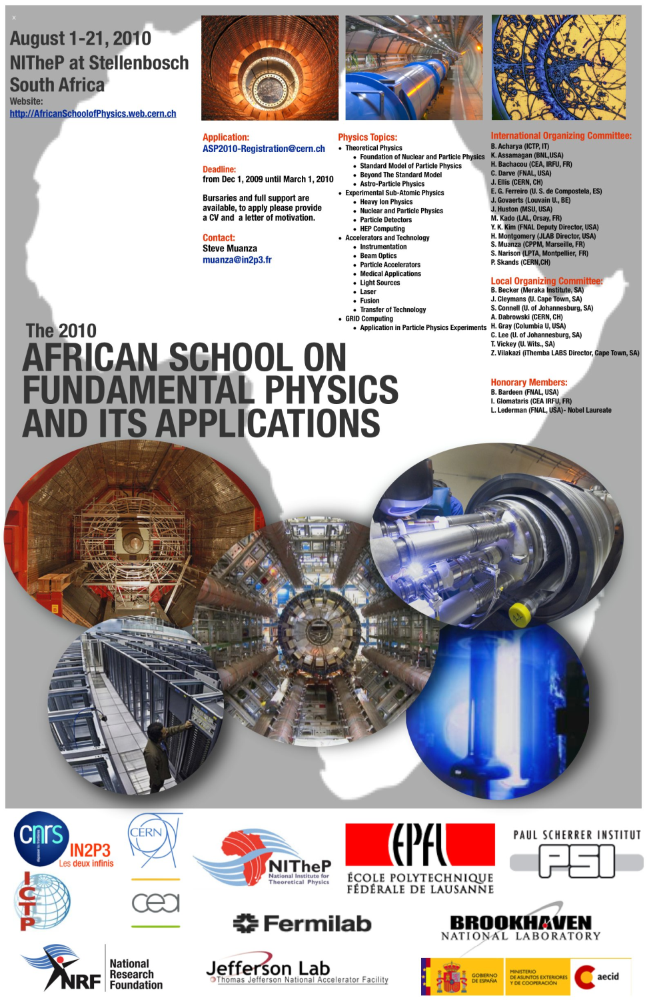 x
August 1-21, 2010
NITheP at Stellenbosch
South Africa
Website:
http://AfricanSchoolofPhysics.web.cern.ch
Application:
ASP2010-Registration@cern.ch
Deadline:
from Dec 1, 2009 until March 1, 2010
Bursaries and full support are
available, to apply please provide
a CV and a letter of motivation.
Contact:
Steve Muanza
muanza@in2p3.fr
Physics Topics:
• Theoretical Physics
• Foundation of Nuclear and Particle Physics
• Standard Model of Particle Physics
• Beyond The Standard Model
• Astro-Particle Physics
• Experimental Sub-Atomic Physics
• Heavy Ion Physics
• Nuclear and Particle Physics
• Particle Detectors
• HEP Computing
• Accelerators and Technology
• Instrumentation
• Beam Optics
• Particle Accelerators
• Medical Applications
• Light Sources
• Laser
• Fusion
• Transfer of Technology
• GRID Computing
• Application in Particle Physics Experiments
International Organizing Committee:
B. Acharya (ICTP, IT)
K. Assamagan (BNL,USA)
H. Bachacou (CEA, IRFU, FR)
C. Darve (FNAL, USA)
J. Ellis (CERN, CH)
E. G. Ferreiro (U. S. de Compostela, ES)
J. Govaerts (Louvain U., BE)
J. Huston (MSU, USA)
M. Kado (LAL, Orsay, FR)
Y. K. Kim (FNAL Deputy Director, USA)
H. Montgomery (JLAB Director, USA)
S. Muanza (CPPM, Marseille, FR)
S. Narison (LPTA, Montpellier, FR)
P. Skands (CERN,CH)
Local Organizing Committee:
B. Becker (Meraka Institute, SA)
J. Cleymans (U. Cape Town, SA)
S. Connell (U. of Johannesburg, SA)
A. Dabrowski (CERN, CH)
H. Gray (Columbia U, USA)
C. Lee (U. of Johannesburg, SA)
T. Vickey (U. Wits., SA)
Z. Vilakazi (iThemba LABS Director, Cape Town, SA)
Honorary Members:
B. Bardeen (FNAL, USA)
I. Giomataris (CEA IRFU, FR)
L. Lederman (FNAL, USA)- Nobel Laureate
The 2010
AFRICAN SCHOOL ON
FUNDAMENTAL PHYSICS
AND ITS APPLICATIONS
cnrs
dépasser les frontières
IN2P3
Les deux infinis
CERN
NITheP
National Institute for
Theoretical Physics
EPFL
ÉCOLE POLYTECHNIQUE
FÉDÉRALE DE LAUSANNE
PAUL SCHERRER INSTITUT
PSI
ICTP
cea
Fermilab
BROOKHAVEN
NATIONAL LABORATORY
NRF
National
Research
Foundation
Jefferson Lab
Thomas Jefferson National Accelerator Facility
GOBIERNO
DE ESPAÑA
MINISTERIO
DE ASUNTOS EXTERIORES
Y DE COOPERACIÓN
aecid